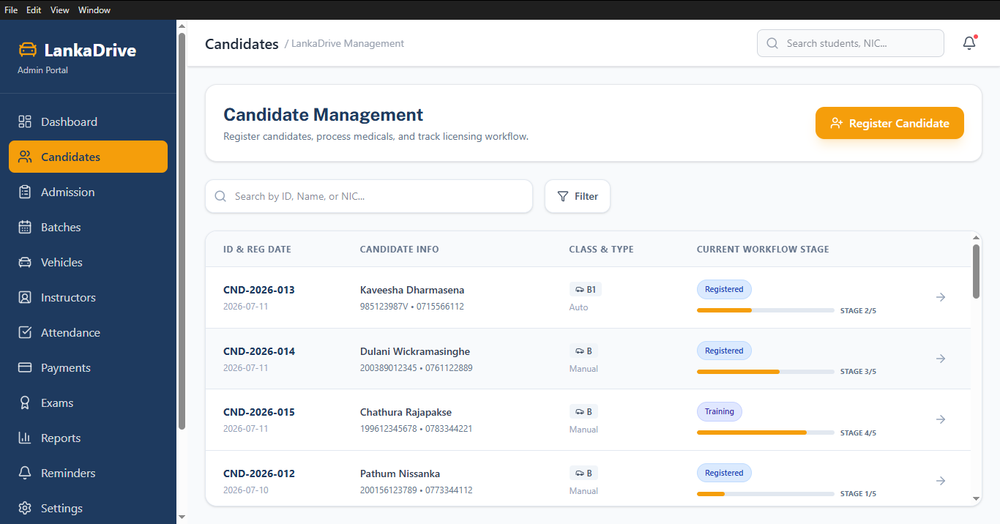 File Edit View Window
LankaDrive
Admin Portal
Dashboard
Candidates
Admission
Batches
Vehicles
Instructors
Attendance
Payments
Exams
Reports
Reminders
Settings
Candidates / LankaDrive Management
Search students, NIC...
Candidate Management
Register candidates, process medicals, and track licensing workflow.
Register Candidate
Search by ID, Name, or NIC...
Filter
ID & REG DATE CANDIDATE INFO CLASS & TYPE CURRENT WORKFLOW STAGE
CND-2026-013 Kaveesha Dharmasena B1 Registered
2026-07-11 985123987V • 0715566112 Auto STAGE 2/5
CND-2026-014 Dulani Wickramasinghe B Registered
2026-07-11 200389012345 • 0761122889 Manual STAGE 3/5
CND-2026-015 Chathura Rajapakse B Training
2026-07-11 199612345678 • 0783344221 Manual STAGE 4/5
CND-2026-012 Pathum Nissanka B Registered
2026-07-10 200156123789 • 0773344112 Manual STAGE 1/5